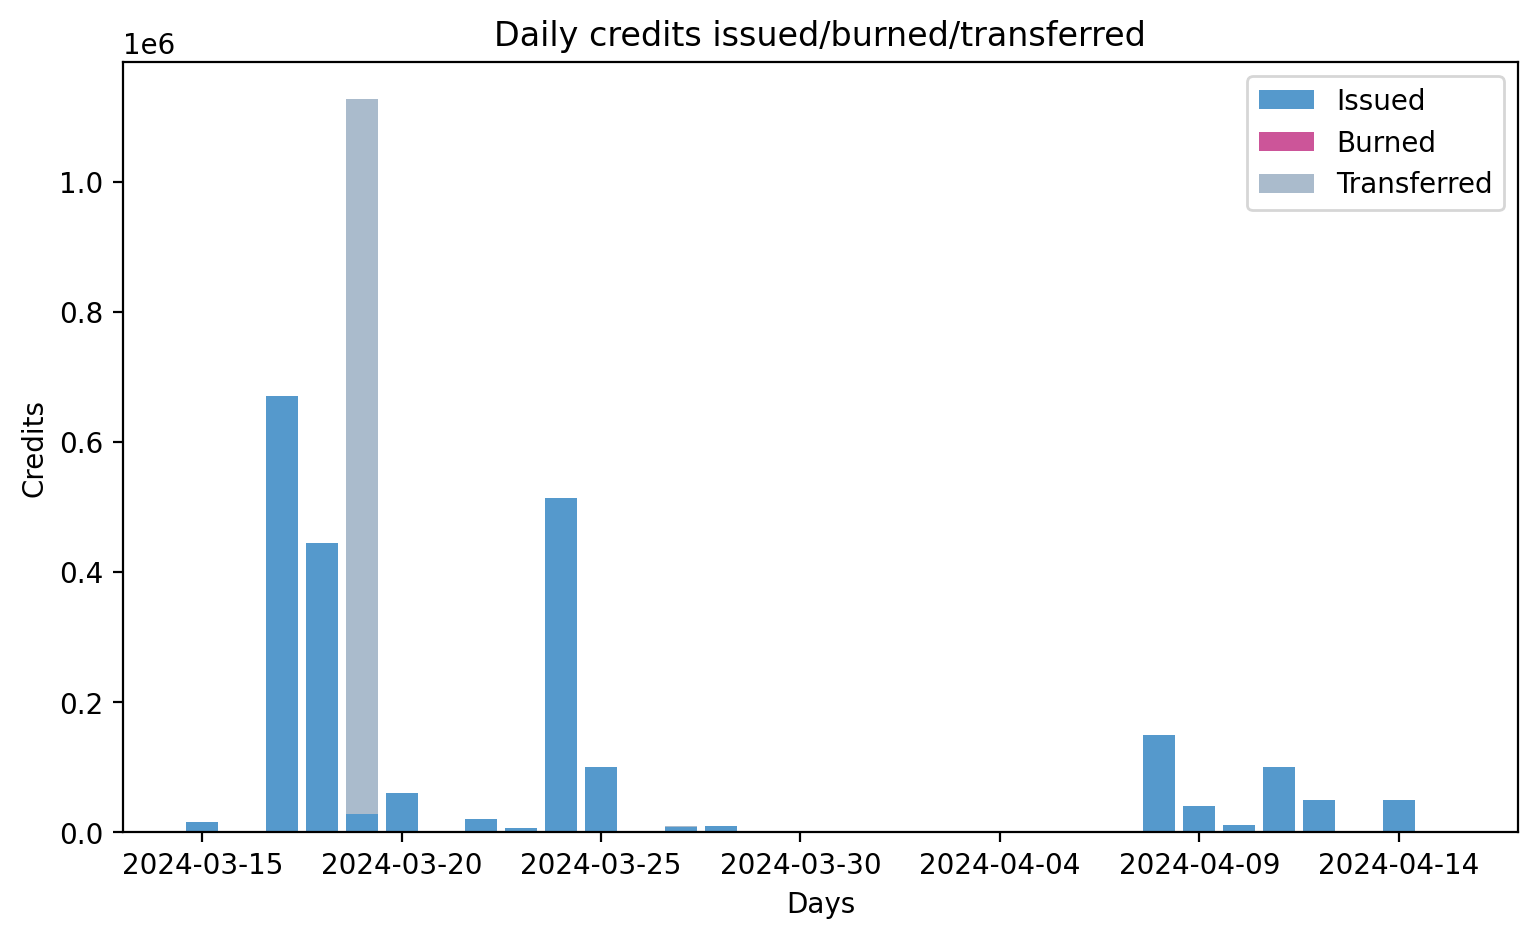 Daily credits issued/burned/transferred
1e6
Issued
Burned
Transferred
1.0
0.8
0.6
0.4
0.2
0.0
Credits
2024-03-15 2024-03-20 2024-03-25 2024-03-30 2024-04-04 2024-04-09 2024-04-14
Days